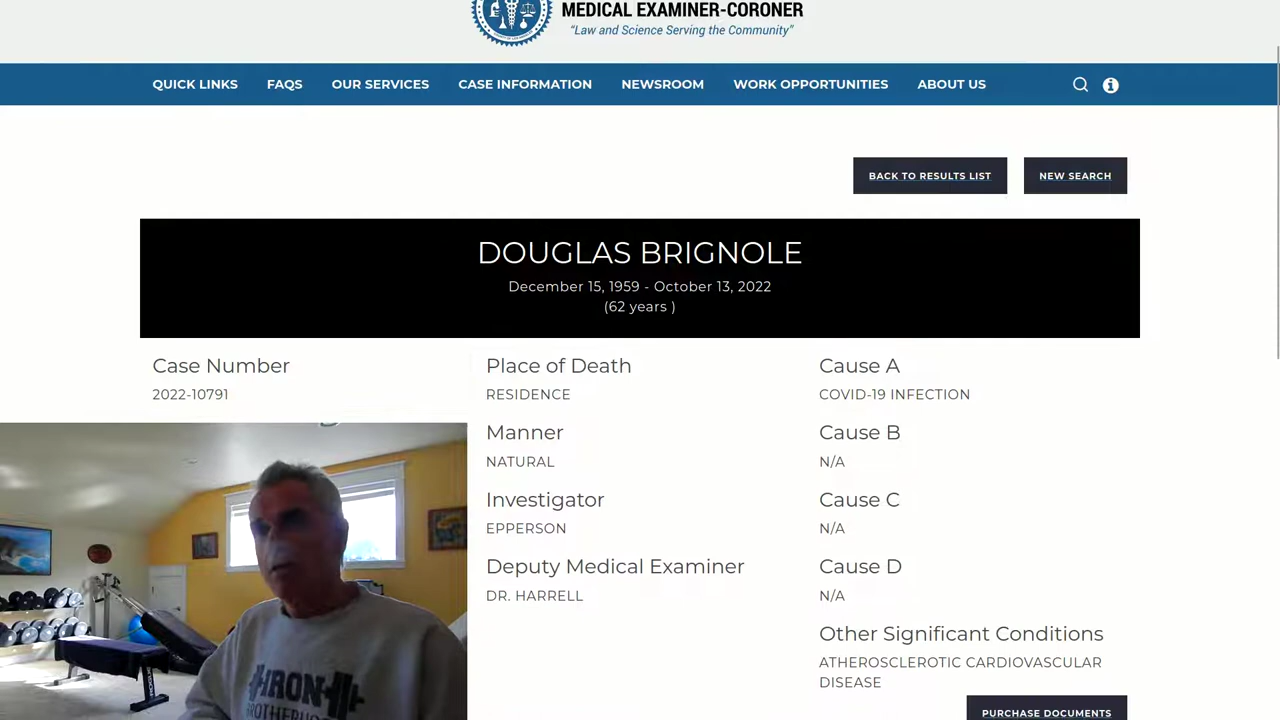 MEDICAL EXAMINER-CORONER
"Law and Science Serving the Community"
QUICK LINKS FAQS OUR SERVICES CASE INFORMATION NEWSROOM WORK OPPORTUNITIES ABOUT US
BACK TO RESULTS LIST NEW SEARCH
DOUGLAS BRIGNOLE
December 15, 1959 - October 13, 2022
(62 years )
Case Number
2022-10791
Place of Death
RESIDENCE
Manner
NATURAL
Investigator
EPPERSON
Deputy Medical Examiner
DR. HARRELL
Cause A
COVID-19 INFECTION
Cause B
N/A
Cause C
N/A
Cause D
N/A
Other Significant Conditions
ATHEROSCLEROTIC CARDIOVASCULAR
DISEASE
PURCHASE DOCUMENTS
IRON